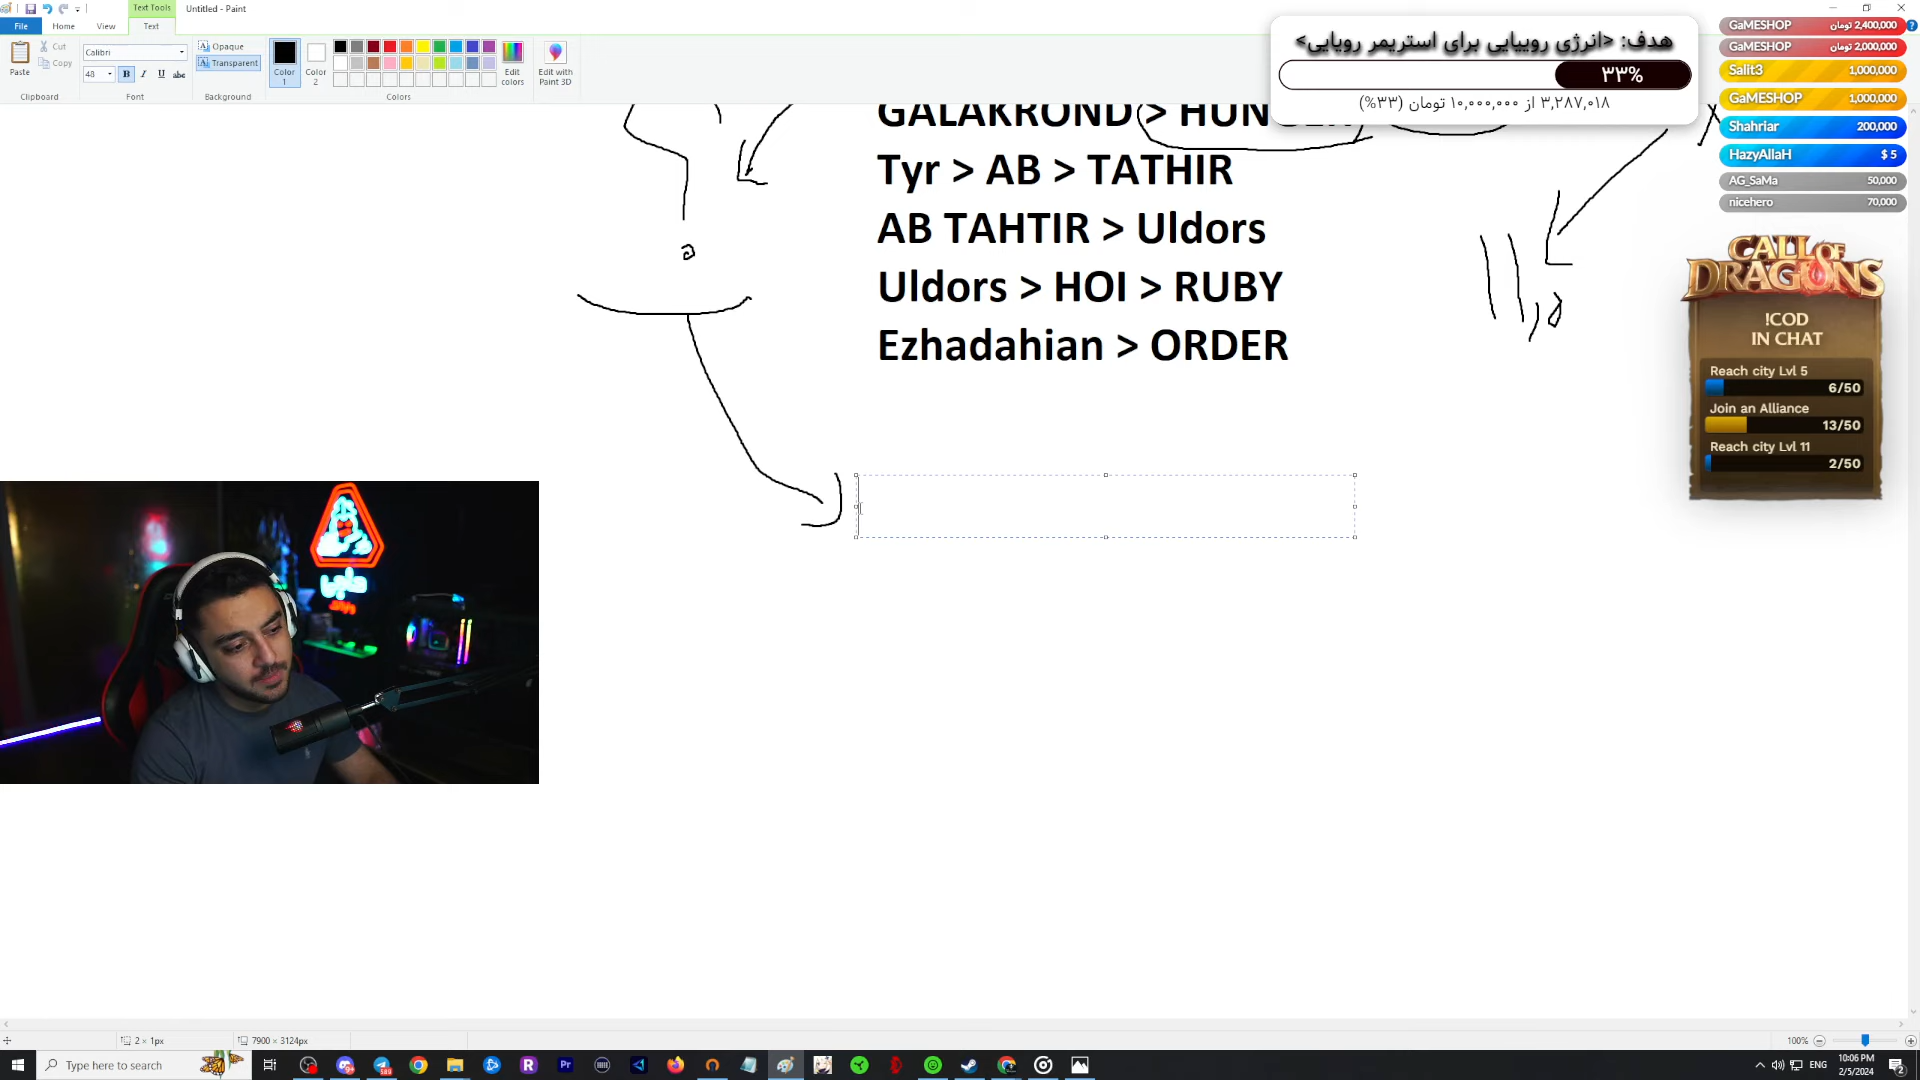 Text Tools
Untitled - Paint
File
Home
View
Text
Paste
Cut
Copy
Clipboard
Calibri
48
B
I
U
abc
Font
Opaque
Transparent
Background
Color 1
Color 2
Edit colors
Colors
Edit with Paint 3D
هدف: <انرژی روییایی برای استریمر رویایی>
۳۳%
۳,۲۸۷,۰۱۸ از ۱۰,۰۰۰,۰۰۰ تومان (۳۳%)
GaMESHOP 2,400,000 تومان
GaMESHOP 2,000,000 تومان
Salit3 1,000,000
GaMESHOP 1,000,000
Shahriar 200,000
HazyAllaH $ 5
AG_SaMa 50,000
nicehero 70,000
CALL OF DRAGONS
!COD
IN CHAT
Reach city Lvl 5
6/50
Join an Alliance
13/50
Reach city Lvl 11
2/50
GALAKROND > HUN
Tyr > AB > TATHIR
AB TAHTIR > Uldors
Uldors > HOI > RUBY
Ezhadahian > ORDER
2 × 1px
7900 × 3124px
100%
Type here to search
ENG
10:06 PM
2/5/2024